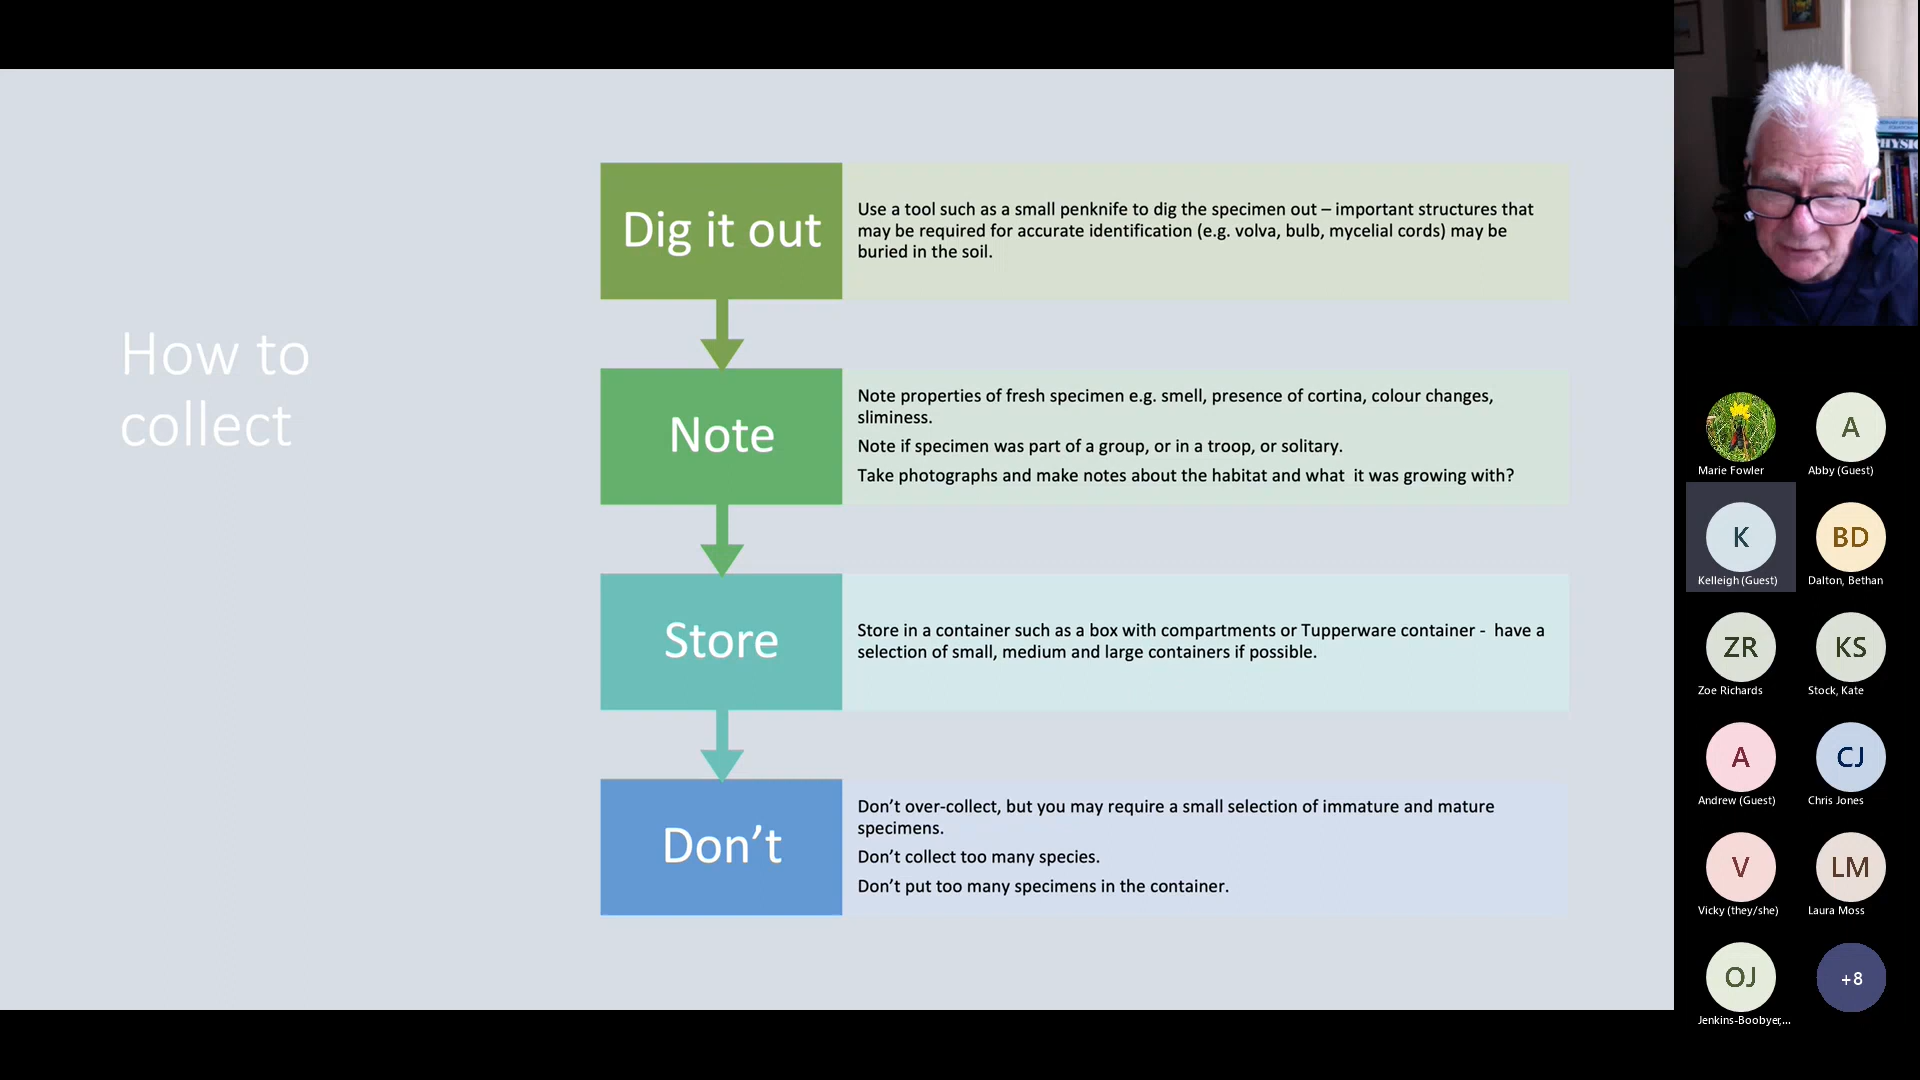 How to
collect
Dig it out
Use a tool such as a small penknife to dig the specimen out – important structures that
may be required for accurate identification (e.g. volva, bulb, mycelial cords) may be
buried in the soil.
Note
Note properties of fresh specimen e.g. smell, presence of cortina, colour changes,
sliminess.
Note if specimen was part of a group, or in a troop, or solitary.
Take photographs and make notes about the habitat and what  it was growing with?
Store
Store in a container such as a box with compartments or Tupperware container -  have a
selection of small, medium and large containers if possible.
Don’t
Don’t over-collect, but you may require a small selection of immature and mature
specimens.
Don’t collect too many species.
Don’t put too many specimens in the container.
Marie Fowler
A
Abby (Guest)
K
Kelleigh (Guest)
BD
Dalton, Bethan
ZR
Zoe Richards
KS
Stock, Kate
A
Andrew (Guest)
CJ
Chris Jones
V
Vicky (they/she)
LM
Laura Moss
OJ
Jenkins-Boobyer,...
+8